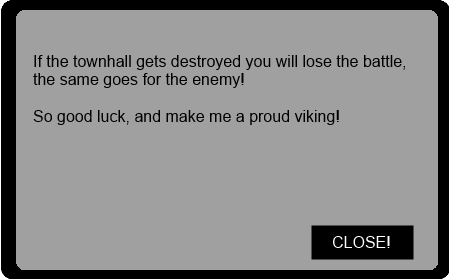 If the townhall gets destroyed you will lose the battle,
the same goes for the enemy!
So good luck, and make me a proud viking!
CLOSE!